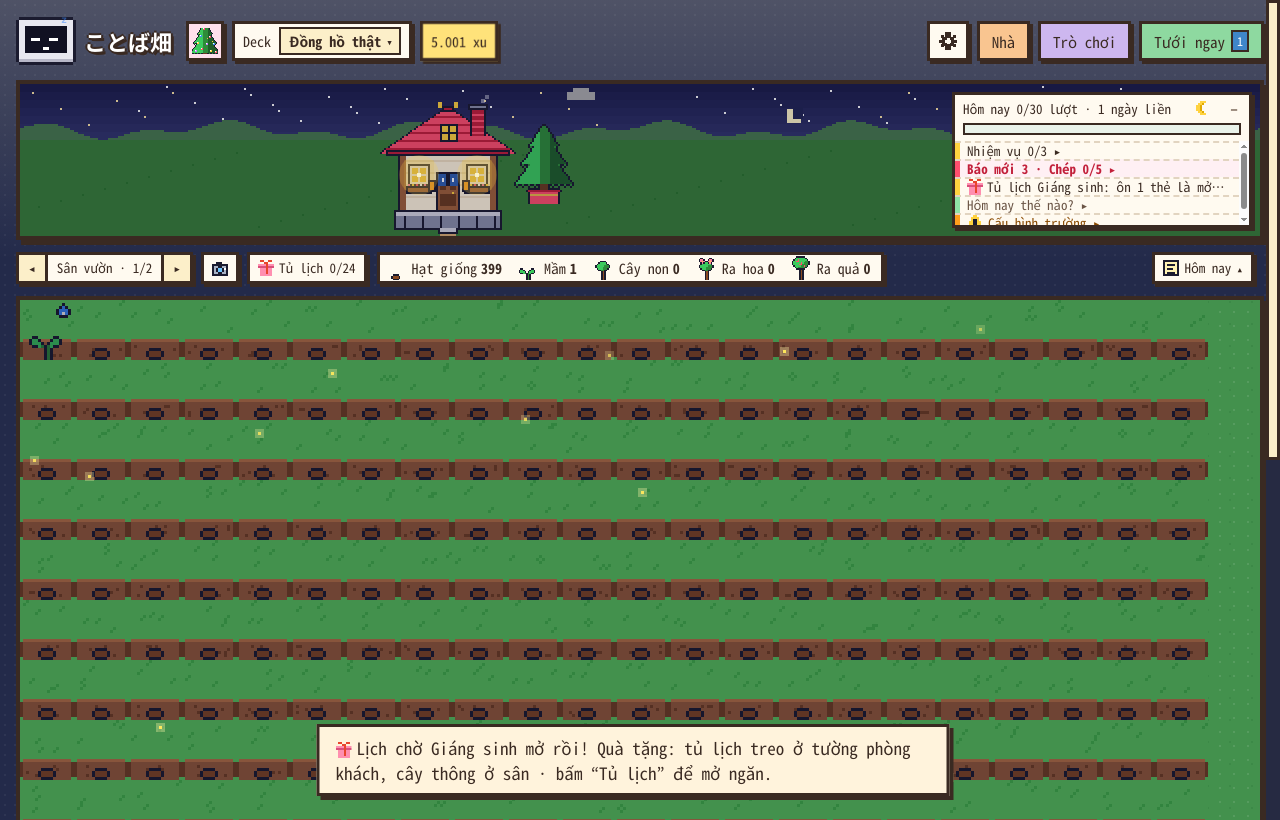 ことば畑
Deck Đồng hồ thật ▾
5.001 xu
Nhà
Trò chơi
Tưới ngay 1
Hôm nay 0/30 lượt · 1 ngày liền –
Nhiệm vụ 0/3 ▸
Báo mới 3 · Chép 0/5 ▸
Tủ lịch Giáng sinh: ôn 1 thẻ là mở…
Hôm nay thế nào? ▸
Cấu hình trường ▸
◂ Sân vườn · 1/2 ▸
Tủ lịch 0/24
Hạt giống 399 Mầm 1 Cây non 0 Ra hoa 0 Ra quả 0
Hôm nay ▴
Lịch chờ Giáng sinh mở rồi! Quà tặng: tủ lịch treo ở tường phòng
khách, cây thông ở sân · bấm “Tủ lịch” để mở ngăn.